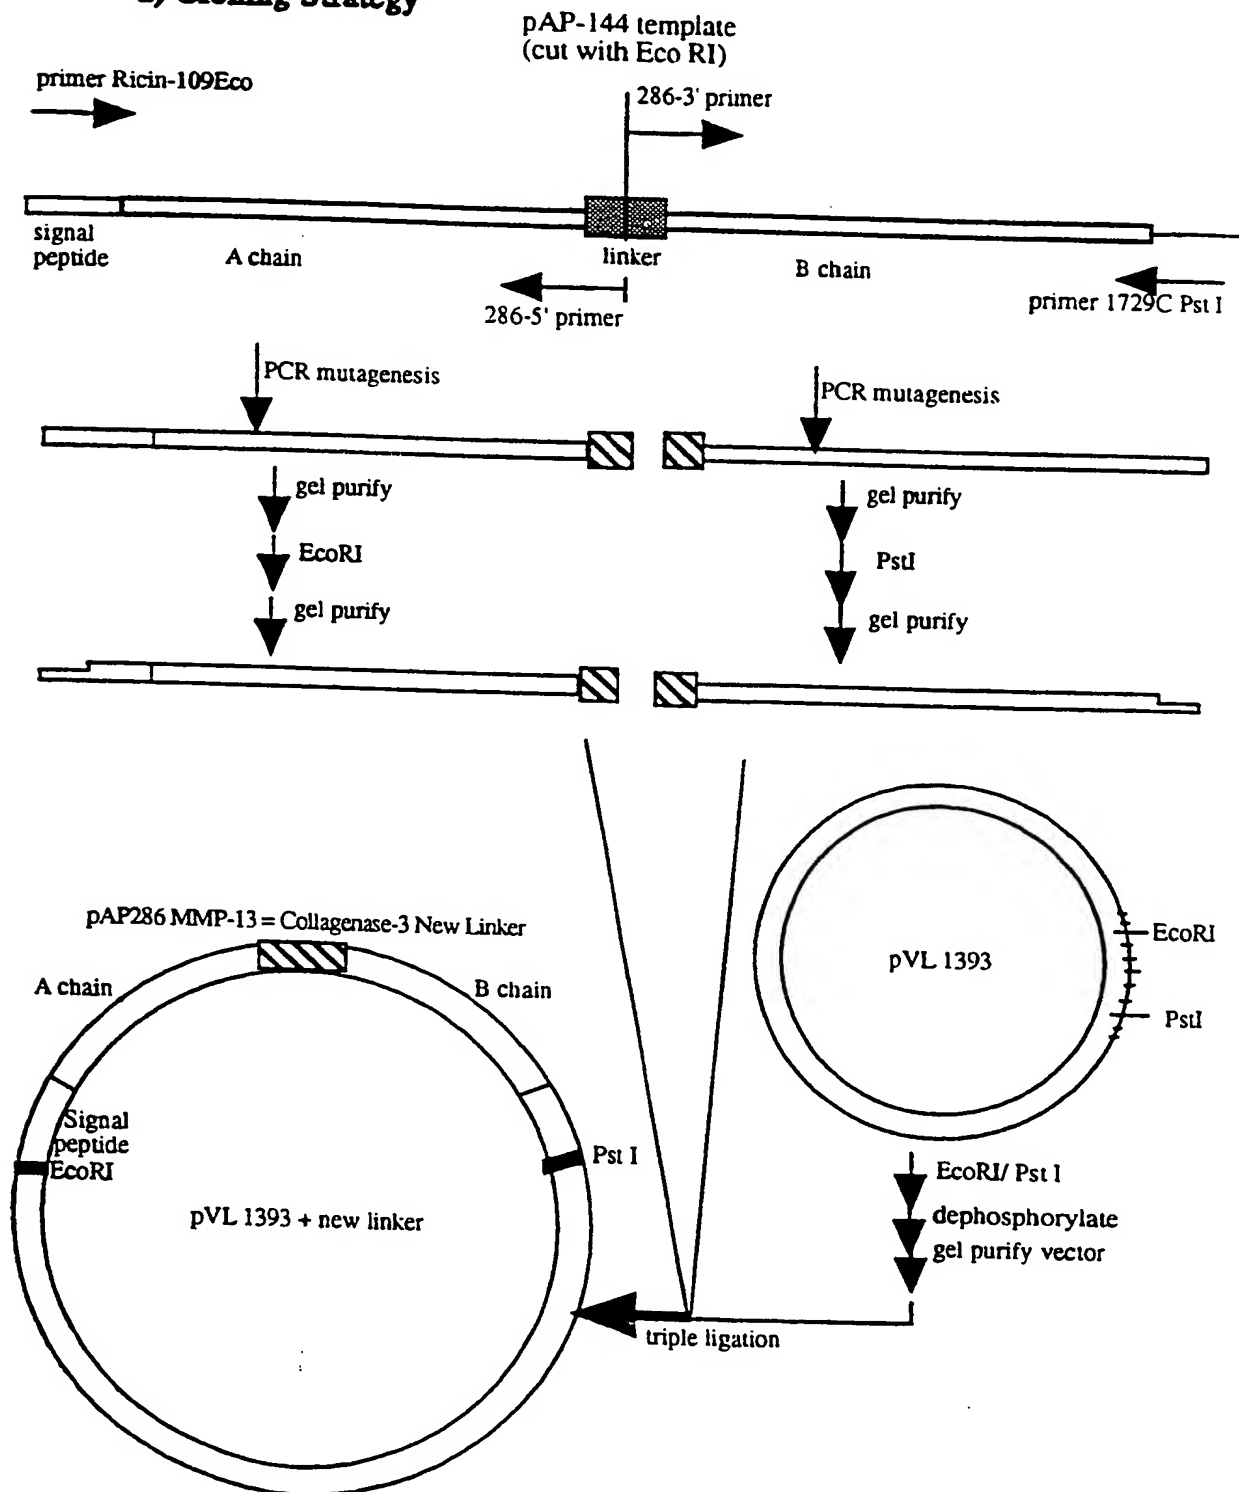 Cloning Strategy
pAP-144 template
(cut with Eco RI)
primer Ricin-109Eco
286-3' primer
signal
peptide
A chain
linker
B chain
286-5' primer
primer 1729C Pst I
PCR mutagenesis
PCR mutagenesis
gel purify
gel purify
EcoRI
PstI
gel purify
gel purify
pAP286 MMP-13 = Collagenase-3 New Linker
A chain
B chain
pVL 1393
EcoRI
PstI
Signal
peptide
EcoRI
Pst I
pVL 1393 + new linker
EcoRI/ Pst I
dephosphorylate
gel purify vector
triple ligation